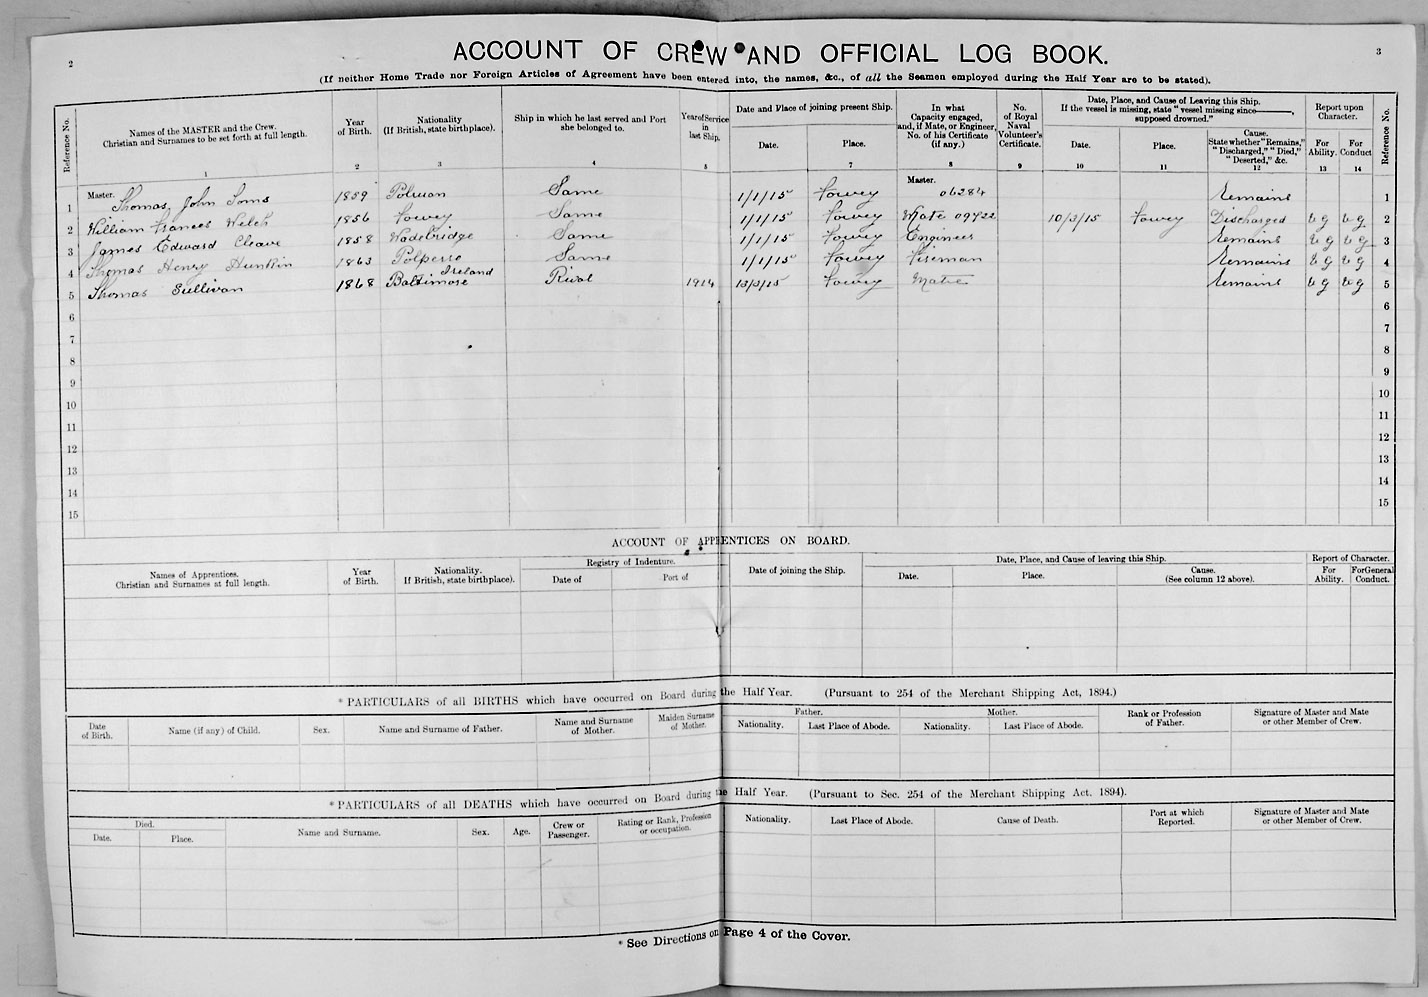 2
ACCOUNT OF CREW AND OFFICIAL LOG BOOK.
3
(If neither Home Trade nor Foreign Articles of Agreement have been entered into, the names, &c., of all the Seamen employed during the Half Year are to be stated).
Reference No.
Names of the MASTER and the Crew.
Christian and Surnames to be set forth at full length.
1
Year
of Birth.
2
Nationality
(If British, state birthplace).
3
Ship in which he last served and Port
she belonged to.
4
Year of Service
in
last Ship.
5
Date and Place of joining present Ship.
Date.
Place.
7
In what
Capacity engaged,
and, if Mate, or Engineer,
No. of his Certificate
(if any.)
8
No.
of Royal
Naval
Volunteer's
Certificate.
9
Date, Place, and Cause of Leaving this Ship.
If the vessel is missing, state "vessel missing since———,
supposed drowned."
Date.
10
Place.
11
Cause.
State whether "Remains,"
"Discharged," "Died,"
"Deserted," &c.
12
Report upon
Character.
For
Ability.
13
For
Conduct
14
Reference No.
1 Master. Thomas John Soms 1859 Polruan Same 1/1/15 Fowey Master. 06284 Remains 1
2 William Frances Welch 1856 Fowey Same 1/1/15 Fowey Mate 09722 10/3/15 Fowey Discharged V G V G 2
3 James Edward Cleave 1858 Wadebridge Same 1/1/15 Fowey Engineer Remains V G V G 3
4 Thomas Henry Hunkin 1863 Polperro Same 1/1/15 Fowey Fireman Remains V G V G 4
5 Thomas Sullivan 1868 Baltimore Ireland Rival 1914 13/3/15 Fowey Mate Remains V G V G 5
6 6
7 7
8 8
9 9
10 10
11 11
12 12
13 13
14 14
15 15
ACCOUNT OF APPRENTICES ON BOARD.
Names of Apprentices.
Christian and Surnames at full length.
Year
of Birth.
Nationality.
If British, state birthplace).
Registry of Indenture.
Date of
Port of
Date of joining the Ship.
Date, Place, and Cause of leaving this Ship.
Date.
Place.
Cause.
(See column 12 above).
Report of Character.
For
Ability.
For General
Conduct.
* PARTICULARS of all BIRTHS which have occurred on Board during the Half Year. (Pursuant to 254 of the Merchant Shipping Act, 1894.)
Date
of Birth.
Name (if any) of Child.
Sex.
Name and Surname of Father.
Name and Surname
of Mother.
Maiden Surname
of Mother.
Father.
Nationality.
Last Place of Abode.
Mother.
Nationality.
Last Place of Abode.
Rank or Profession
of Father.
Signature of Master and Mate
or other Member of Crew.
* PARTICULARS of all DEATHS which have occurred on Board during the Half Year. (Pursuant to Sec. 254 of the Merchant Shipping Act. 1894).
Died.
Date.
Place.
Name and Surname.
Sex.
Age.
Crew or
Passenger.
Rating or Rank, Profession
or occupation.
Nationality.
Last Place of Abode.
Cause of Death.
Port at which
Reported.
Signature of Master and Mate
or other Member of Crew.
* See Directions on Page 4 of the Cover.